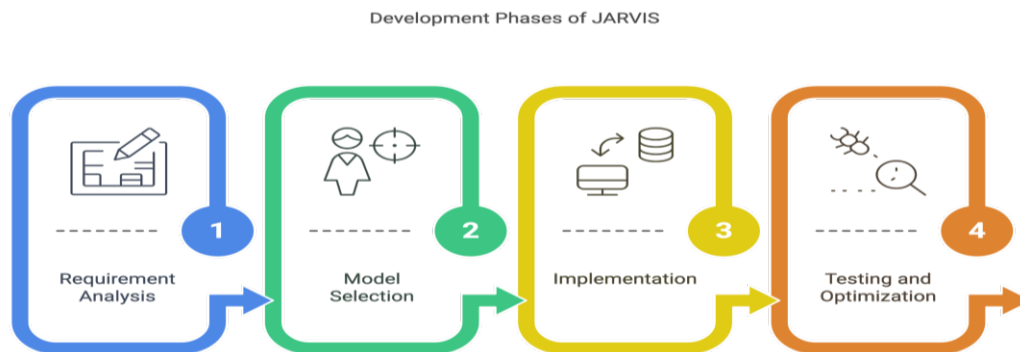 Development Phases of JARVIS
1
2
3
4
Requirement
Analysis
Model
Selection
Implementation
Testing and
Optimization